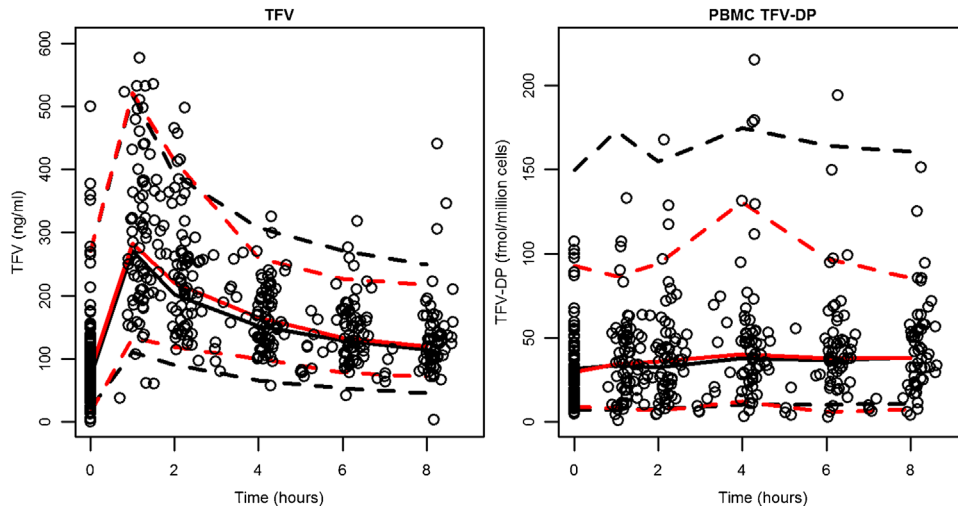 TFV
TFV (ng/ml)
600
500
400
300
200
100
0
0 2 4 6 8
Time (hours)
PBMC TFV-DP
TFV-DP (fmol/million cells)
200
150
100
50
0
0 2 4 6 8
Time (hours)